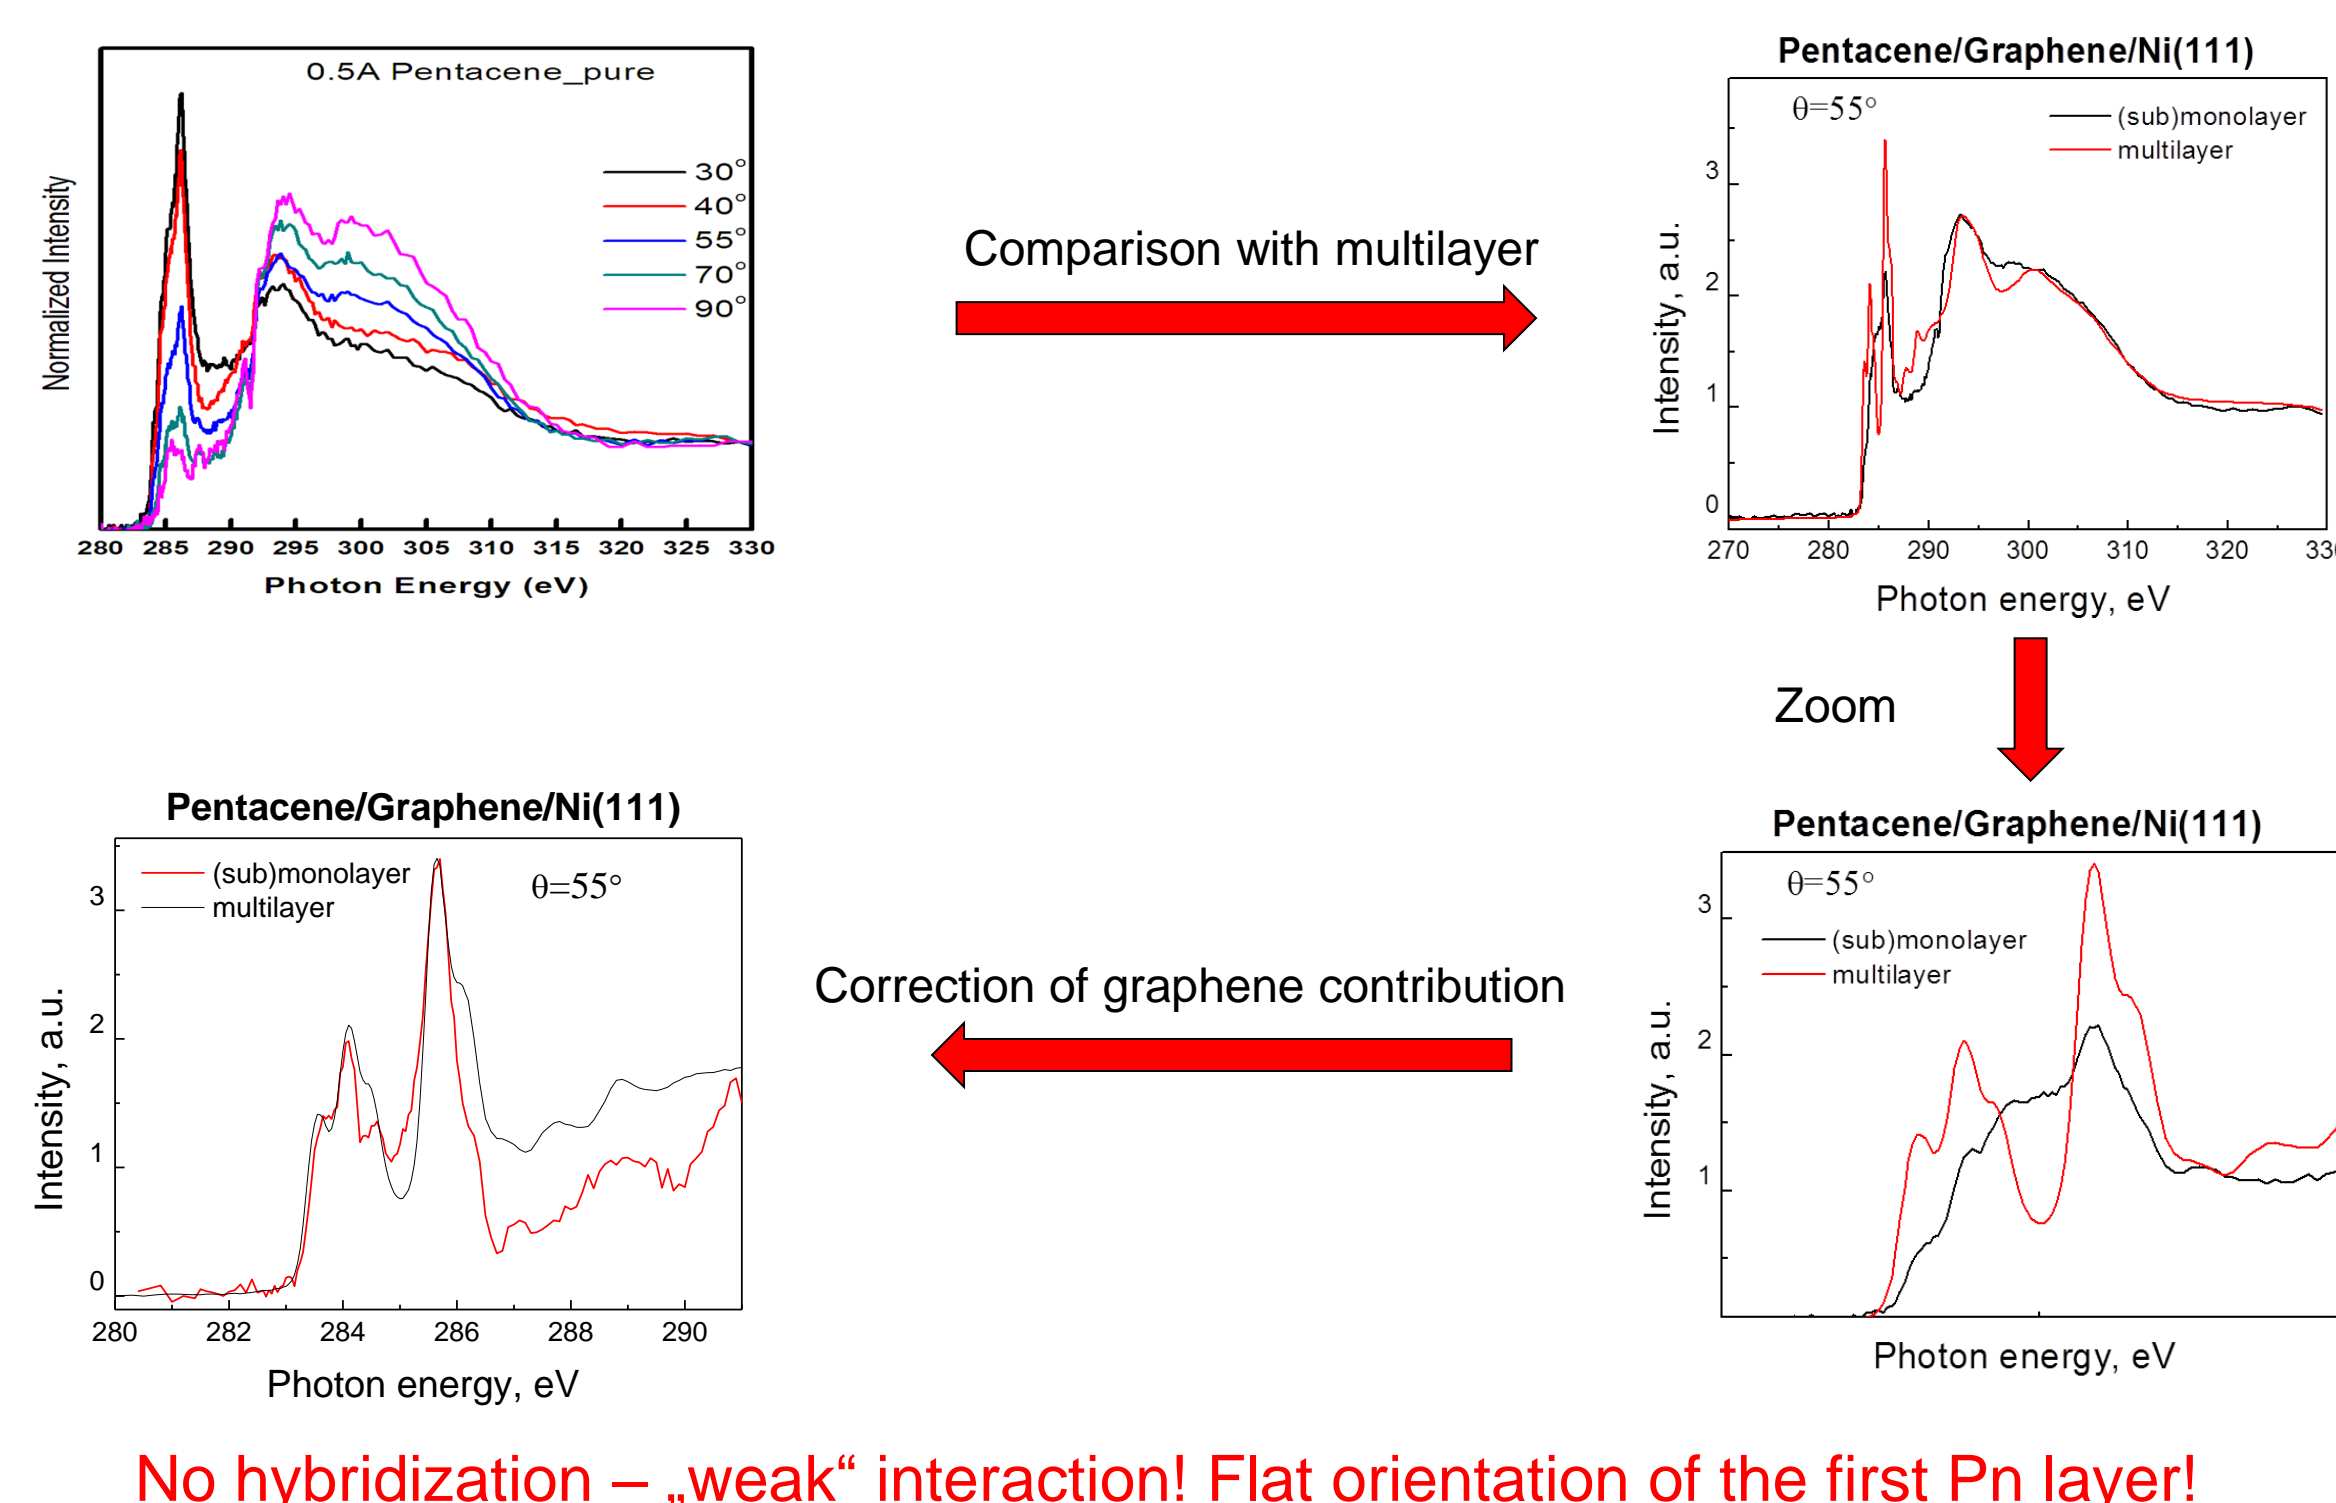 0.5A Pentacene_pure
30°
40°
55°
70°
90°
Normalized Intensity
280 285 290 295 300 305 310 315 320 325 330
Photon Energy (eV)
Comparison with multilayer
Pentacene/Graphene/Ni(111)
θ=55°
(sub)monolayer
multilayer
3
2
1
0
Intensity, a.u.
270 280 290 300 310 320 330
Photon energy, eV
Zoom
Pentacene/Graphene/Ni(111)
(sub)monolayer
multilayer
θ=55°
3
2
1
0
Intensity, a.u.
280 282 284 286 288 290
Photon energy, eV
Correction of graphene contribution
Pentacene/Graphene/Ni(111)
θ=55°
(sub)monolayer
multilayer
3
2
1
Intensity, a.u.
Photon energy, eV
No hybridization – „weak“ interaction! Flat orientation of the first Pn layer!